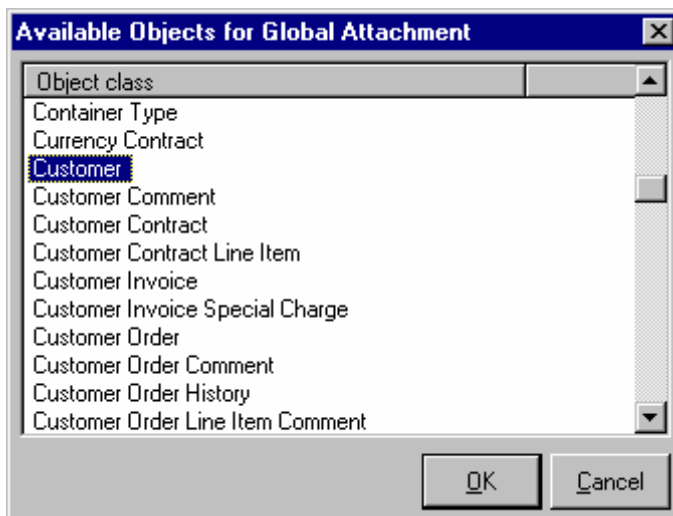 Available Objects for Global Attachment
Object class
Container Type
Currency Contract
Customer
Customer Comment
Customer Contract
Customer Contract Line Item
Customer Invoice
Customer Invoice Special Charge
Customer Order
Customer Order Comment
Customer Order History
Customer Order Line Item Comment
OK Cancel